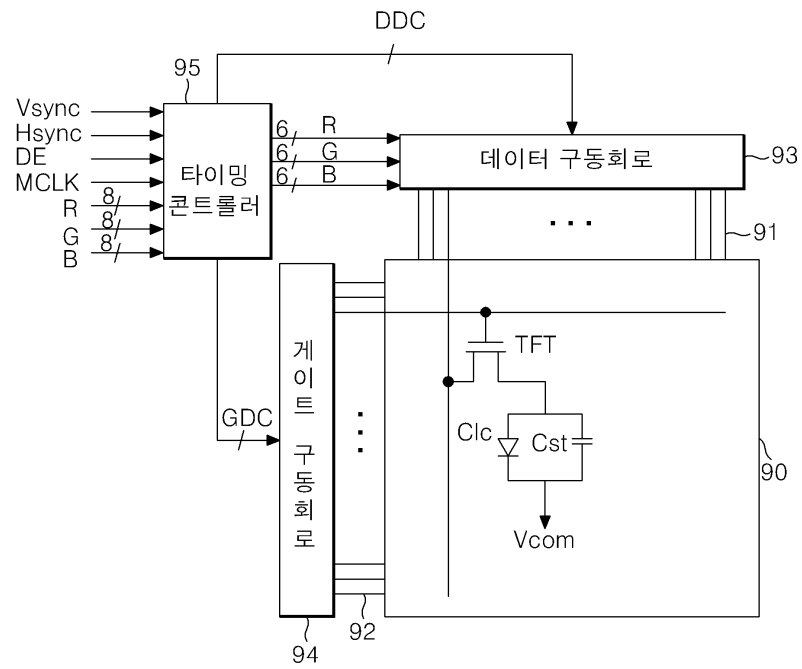 DDC
95
Vsync
Hsync
DE
MCLK
R 8
G 8
B 8
타이밍
콘트롤러
6 R
6 G
6 B
데이터 구동회로
93
91
게이트 구동회로
GDC
TFT
Clc
Cst
Vcom
90
92
94